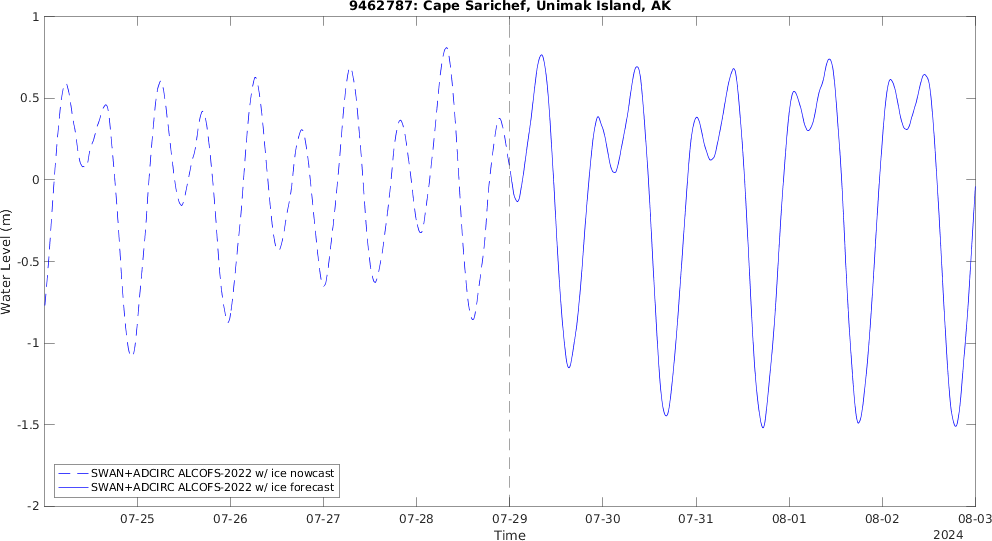 9462787: Cape Sarichef, Unimak Island, AK
1
0.5
0
-0.5
-1
-1.5
-2
Water Level (m)
SWAN+ADCIRC ALCOFS-2022 w/ ice nowcast
SWAN+ADCIRC ALCOFS-2022 w/ ice forecast
07-25 07-26 07-27 07-28 07-29 07-30 07-31 08-01 08-02 08-03
Time
2024